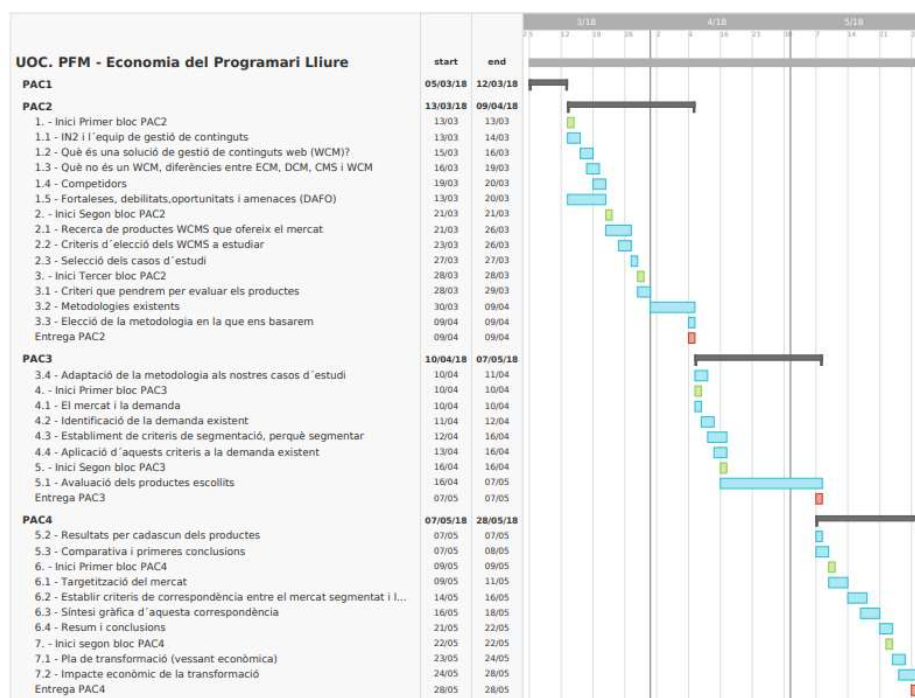 3/18 4/18 5/18
12 19 26 2 9 16 23 30 7 14 21
UOC. PFM - Economia del Programari Lliure start end
PAC1 05/03/18 12/03/18
PAC2 13/03/18 09/04/18
1. - Inici Primer bloc PAC2 13/03 13/03
1.1 - IN2 i l´equip de gestió de continguts 13/03 14/03
1.2 - Què és una solució de gestió de continguts web (WCM)? 15/03 16/03
1.3 - Què no és un WCM, diferències entre ECM, DCM, CMS i WCM 16/03 19/03
1.4 - Competidors 19/03 20/03
1.5 - Fortaleses, debilitats,oportunitats i amenaces (DAFO) 13/03 20/03
2. - Inici Segon bloc PAC2 21/03 21/03
2.1 - Recerca de productes WCMS que ofereix el mercat 21/03 26/03
2.2 - Criteris d´elecció dels WCMS a estudiar 23/03 26/03
2.3 - Selecció dels casos d´estudi 27/03 27/03
3. - Inici Tercer bloc PAC2 28/03 28/03
3.1 - Criteri que pendrem per evaluar els productes 28/03 29/03
3.2 - Metodologies existents 30/03 09/04
3.3 - Elecció de la metodologia en la que ens basarem 09/04 09/04
Entrega PAC2 09/04 09/04
PAC3 10/04/18 07/05/18
3.4 - Adaptació de la metodologia als nostres casos d´estudi 10/04 11/04
4. - Inici Primer bloc PAC3 10/04 10/04
4.1 - El mercat i la demanda 10/04 10/04
4.2 - Identificació de la demanda existent 11/04 12/04
4.3 - Establiment de criteris de segmentació, perquè segmentar 12/04 16/04
4.4 - Aplicació d´aquests criteris a la demanda existent 13/04 16/04
5. - Inici Segon bloc PAC3 16/04 16/04
5.1 - Avaluació dels productes escollits 16/04 07/05
Entrega PAC3 07/05 07/05
PAC4 07/05/18 28/05/18
5.2 - Resultats per cadascun dels productes 07/05 07/05
5.3 - Comparativa i primeres conclusions 07/05 08/05
6. - Inici Primer bloc PAC4 09/05 09/05
6.1 - Targetització del mercat 09/05 11/05
6.2 - Establir criteris de correspondència entre el mercat segmentat i l... 14/05 16/05
6.3 - Síntesi gràfica d´aquesta correspondència 16/05 18/05
6.4 - Resum i conclusions 21/05 22/05
7. - Inici segon bloc PAC4 22/05 22/05
7.1 - Pla de transformació (vessant econòmica) 23/05 24/05
7.2 - Impacte econòmic de la transformació 24/05 28/05
Entrega PAC4 28/05 28/05